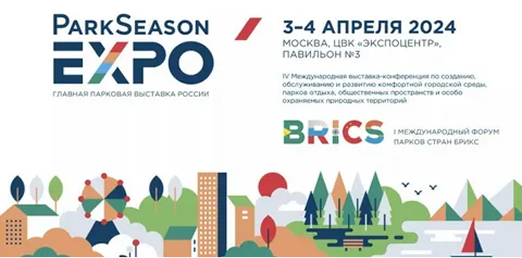 PARKSEASON
EXPO
ГЛАВНАЯ ПАРКОВАЯ ВЫСТАВКА РОССИИ
3–4 АПРЕЛЯ 2024
МОСКВА, ЦВК «ЭКСПОЦЕНТР»,
ПАВИЛЬОН №3
IV Международная выставка-конференция по созданию,
обслуживанию и развитию комфортной городской среды,
парков отдыха, общественных пространств и особо
охраняемых природных территорий
BRICS
I МЕЖДУНАРОДНЫЙ ФОРУМ
ПАРКОВ СТРАН БРИКС